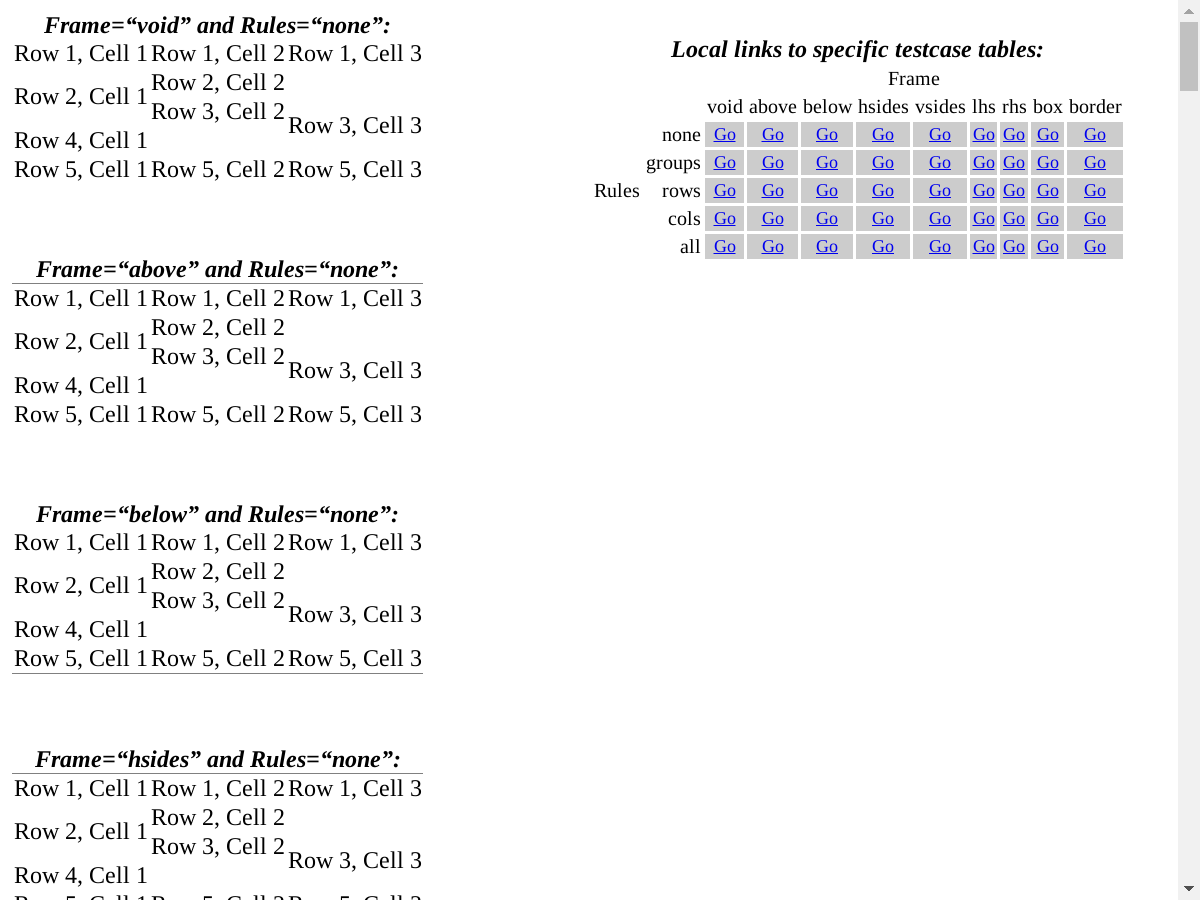 Frame=“void” and Rules=“none”:
Row 1, Cell 1 Row 1, Cell 2 Row 1, Cell 3
Row 2, Cell 1 Row 2, Cell 2
Row 3, Cell 2 Row 3, Cell 3
Row 4, Cell 1
Row 5, Cell 1 Row 5, Cell 2 Row 5, Cell 3
Frame=“above” and Rules=“none”:
Row 1, Cell 1 Row 1, Cell 2 Row 1, Cell 3
Row 2, Cell 1 Row 2, Cell 2
Row 3, Cell 2 Row 3, Cell 3
Row 4, Cell 1
Row 5, Cell 1 Row 5, Cell 2 Row 5, Cell 3
Frame=“below” and Rules=“none”:
Row 1, Cell 1 Row 1, Cell 2 Row 1, Cell 3
Row 2, Cell 1 Row 2, Cell 2
Row 3, Cell 2 Row 3, Cell 3
Row 4, Cell 1
Row 5, Cell 1 Row 5, Cell 2 Row 5, Cell 3
Frame=“hsides” and Rules=“none”:
Row 1, Cell 1 Row 1, Cell 2 Row 1, Cell 3
Row 2, Cell 1 Row 2, Cell 2
Row 3, Cell 2 Row 3, Cell 3
Row 4, Cell 1
Row 5, Cell 1 Row 5, Cell 2 Row 5, Cell 3
Local links to specific testcase tables:
Frame
void above below hsides vsides lhs rhs box border
none Go Go Go Go Go Go Go Go Go
groups Go Go Go Go Go Go Go Go Go
Rules rows Go Go Go Go Go Go Go Go Go
cols Go Go Go Go Go Go Go Go Go
all Go Go Go Go Go Go Go Go Go